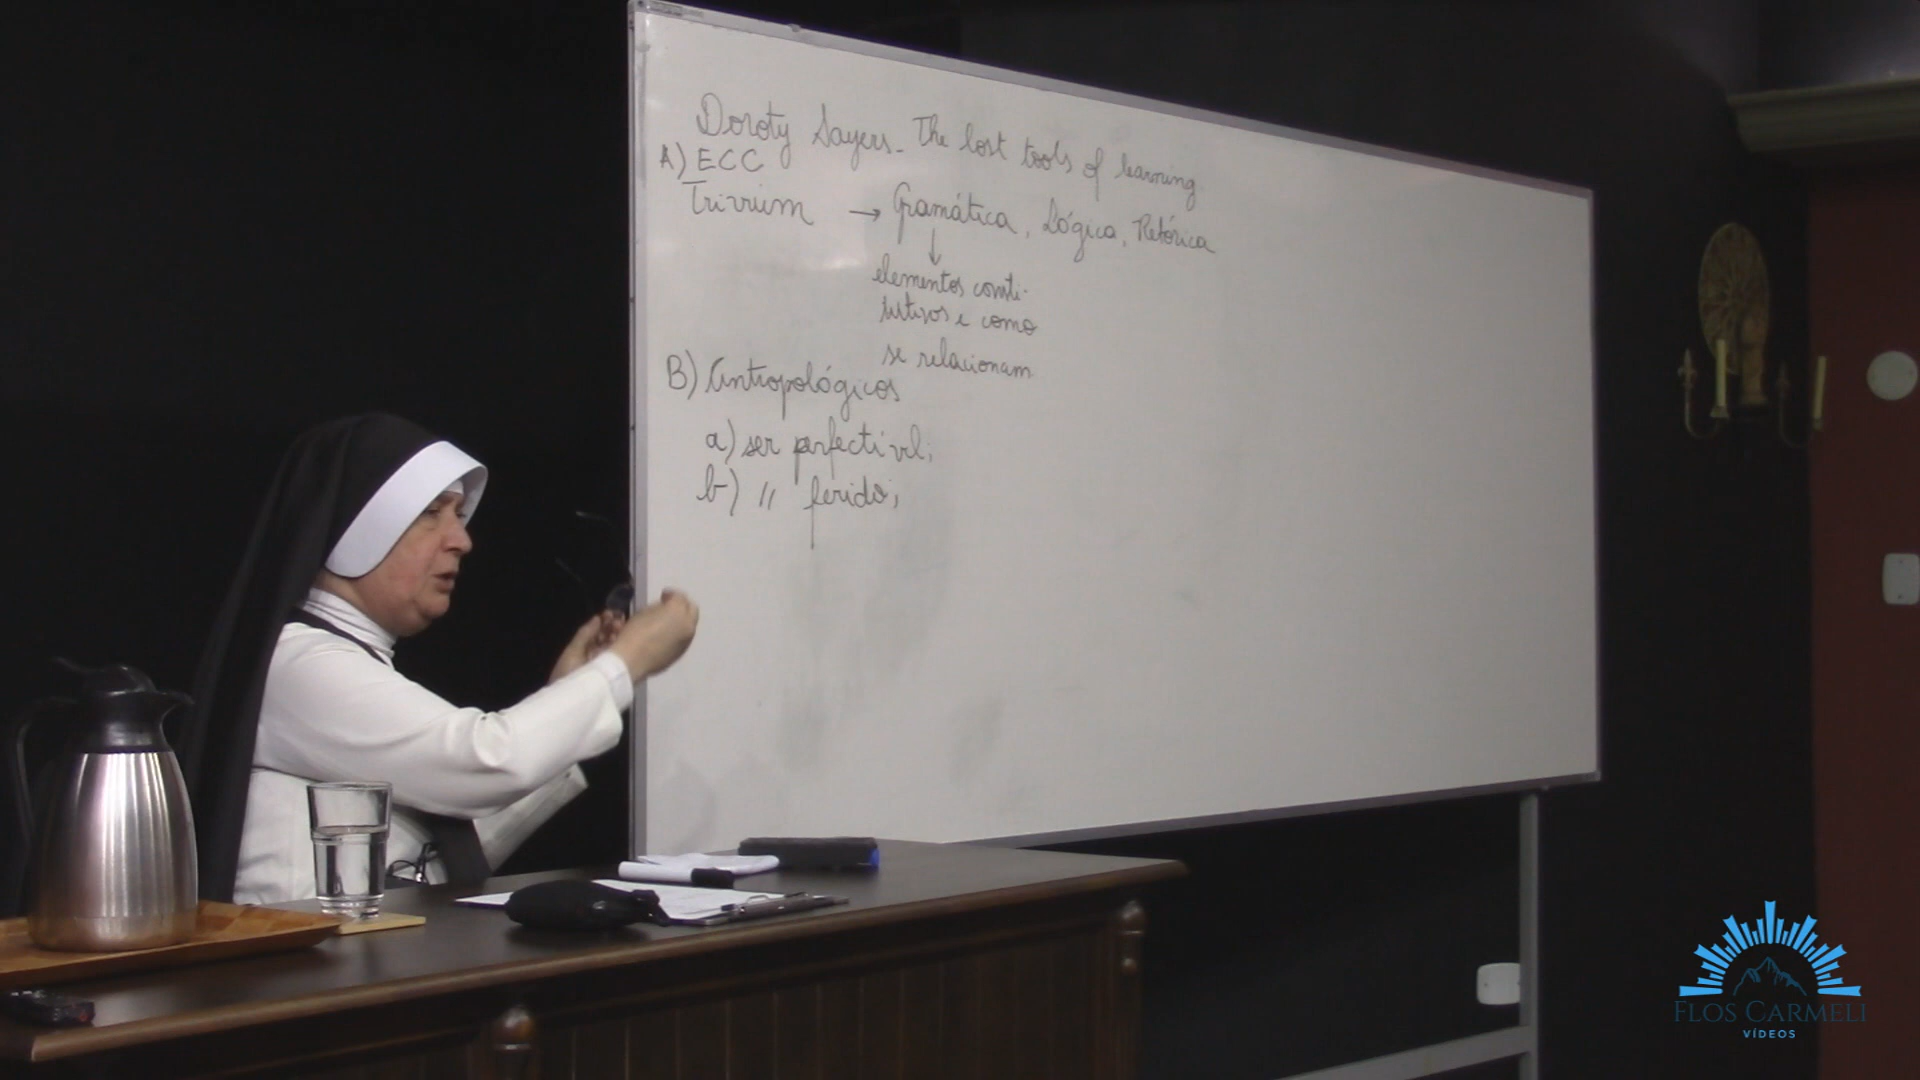 Doroty Sayers - The lost tools of learning
A) ECC
Trivium → Gramática, Lógica, Retórica
↓
elementos consti-
tutivos e como
se relacionam
B) Antropológicos
a) ser perfectível;
b) " ferido;
FLOS CARMELI
VÍDEOS